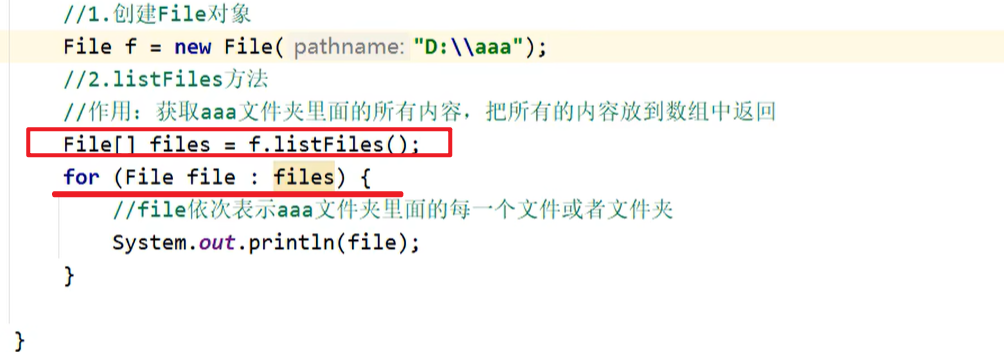 //1.创建File对象
File f = new File( pathname: "D:\\aaa");
//2.listFiles方法
//作用：获取aaa文件夹里面的所有内容，把所有的内容放到数组中返回
File[] files = f.listFiles();
for (File file : files) {
//file依次表示aaa文件夹里面的每一个文件或者文件夹
System.out.println(file);
}
}